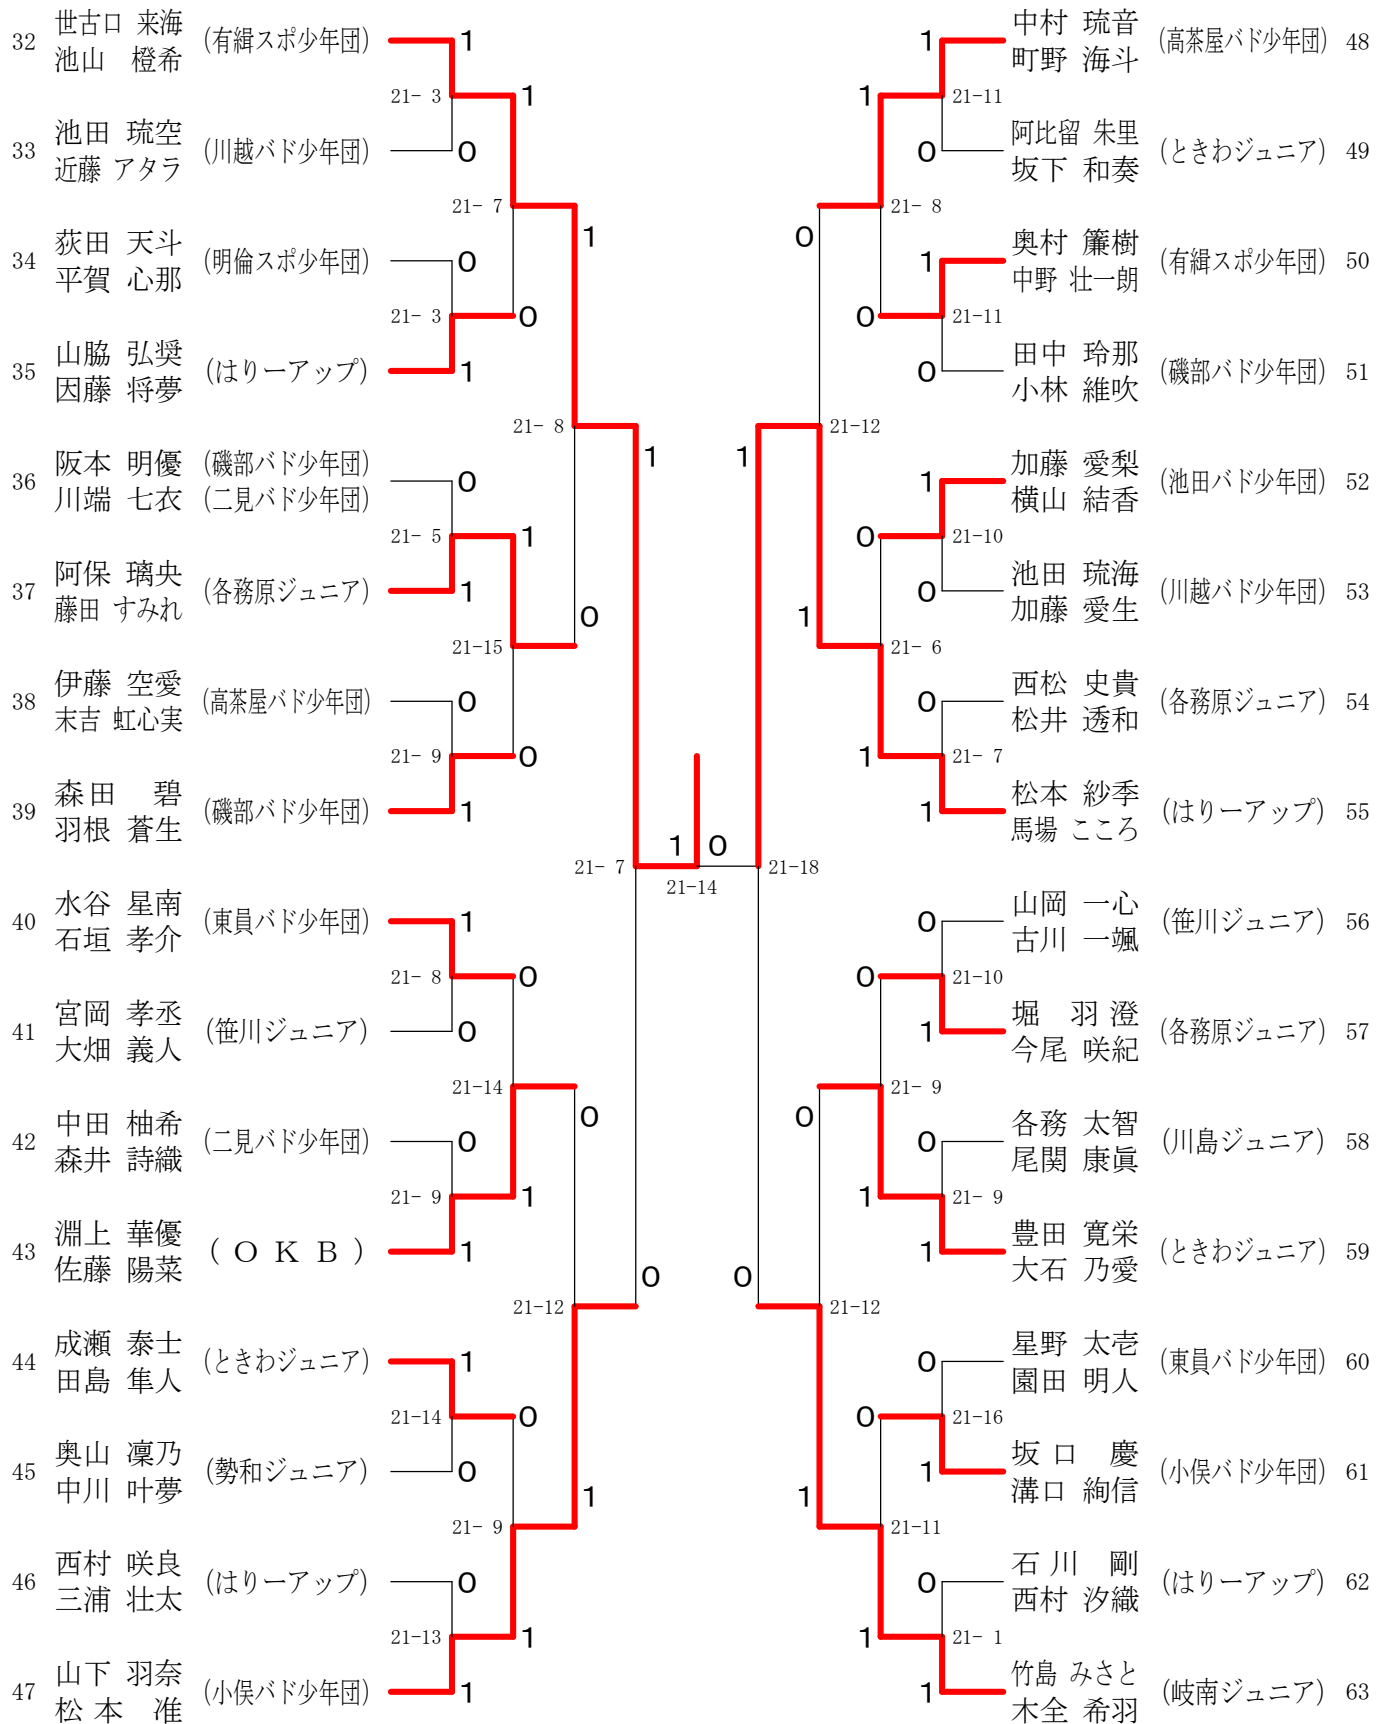 32 世古口 来海 (有緝スポ少年団) 1
池山 橙希
21- 3 1
33 池田 琉空 (川越バド少年団) 0
近藤 アタラ
21- 7 1
34 荻田 天斗 (明倫スポ少年団) 0
平賀 心那
21- 3 0
35 山脇 弘奨 (はりーアップ) 1
因藤 将夢
21- 8 1
36 阪本 明優 (磯部バド少年団) 0
川端 七衣 (二見バド少年団)
21- 5 1
37 阿保 璃央 (各務原ジュニア) 1
藤田 すみれ
21-15 0
38 伊藤 空愛 (高茶屋バド少年団) 0
末吉 虹心実
21- 9 0
39 森田 碧 (磯部バド少年団) 1
羽根 蒼生
21- 7 1
40 水谷 星南 (東員バド少年団) 1
石垣 孝介
21- 8 0
41 宮岡 孝丞 (笹川ジュニア) 0
大畑 義人
21-14 0
42 中田 柚希 (二見バド少年団) 0
森井 詩織
21- 9 1
43 淵上 華優 (ＯＫＢ) 1
佐藤 陽菜
21-12 0
44 成瀬 泰士 (ときわジュニア) 1
田島 隼人
21-14 0
45 奥山 凜乃 (勢和ジュニア) 0
中川 叶夢
21- 9 1
46 西村 咲良 (はりーアップ) 0
三浦 壮太
21-13 1
47 山下 羽奈 (小俣バド少年団) 1
松本 准
21-14
1 中村 琉音 (高茶屋バド少年団) 48
町野 海斗
1 21-11
0 阿比留 朱里 (ときわジュニア) 49
坂下 和奏
0 21- 8
1 奥村 簾樹 (有緝スポ少年団) 50
中野 壮一朗
0 21-11
0 田中 玲那 (磯部バド少年団) 51
小林 維吹
1 21-12
1 加藤 愛梨 (池田バド少年団) 52
横山 結香
0 21-10
0 池田 琉海 (川越バド少年団) 53
加藤 愛生
1 21- 6
0 西松 史貴 (各務原ジュニア) 54
松井 透和
1 21- 7
1 松本 紗季 (はりーアップ) 55
馬場 こころ
0 21-18
0 山岡 一心 (笹川ジュニア) 56
古川 一颯
0 21-10
1 堀 羽澄 (各務原ジュニア) 57
今尾 咲紀
0 21- 9
0 各務 太智 (川島ジュニア) 58
尾関 康眞
1 21- 9
1 豊田 寛栄 (ときわジュニア) 59
大石 乃愛
0 21-12
0 星野 太壱 (東員バド少年団) 60
園田 明人
0 21-16
1 坂口 慶 (小俣バド少年団) 61
溝口 絢信
1 21-11
0 石川 剛 (はりーアップ) 62
西村 汐織
1 21- 1
1 竹島 みさと (岐南ジュニア) 63
木全 希羽